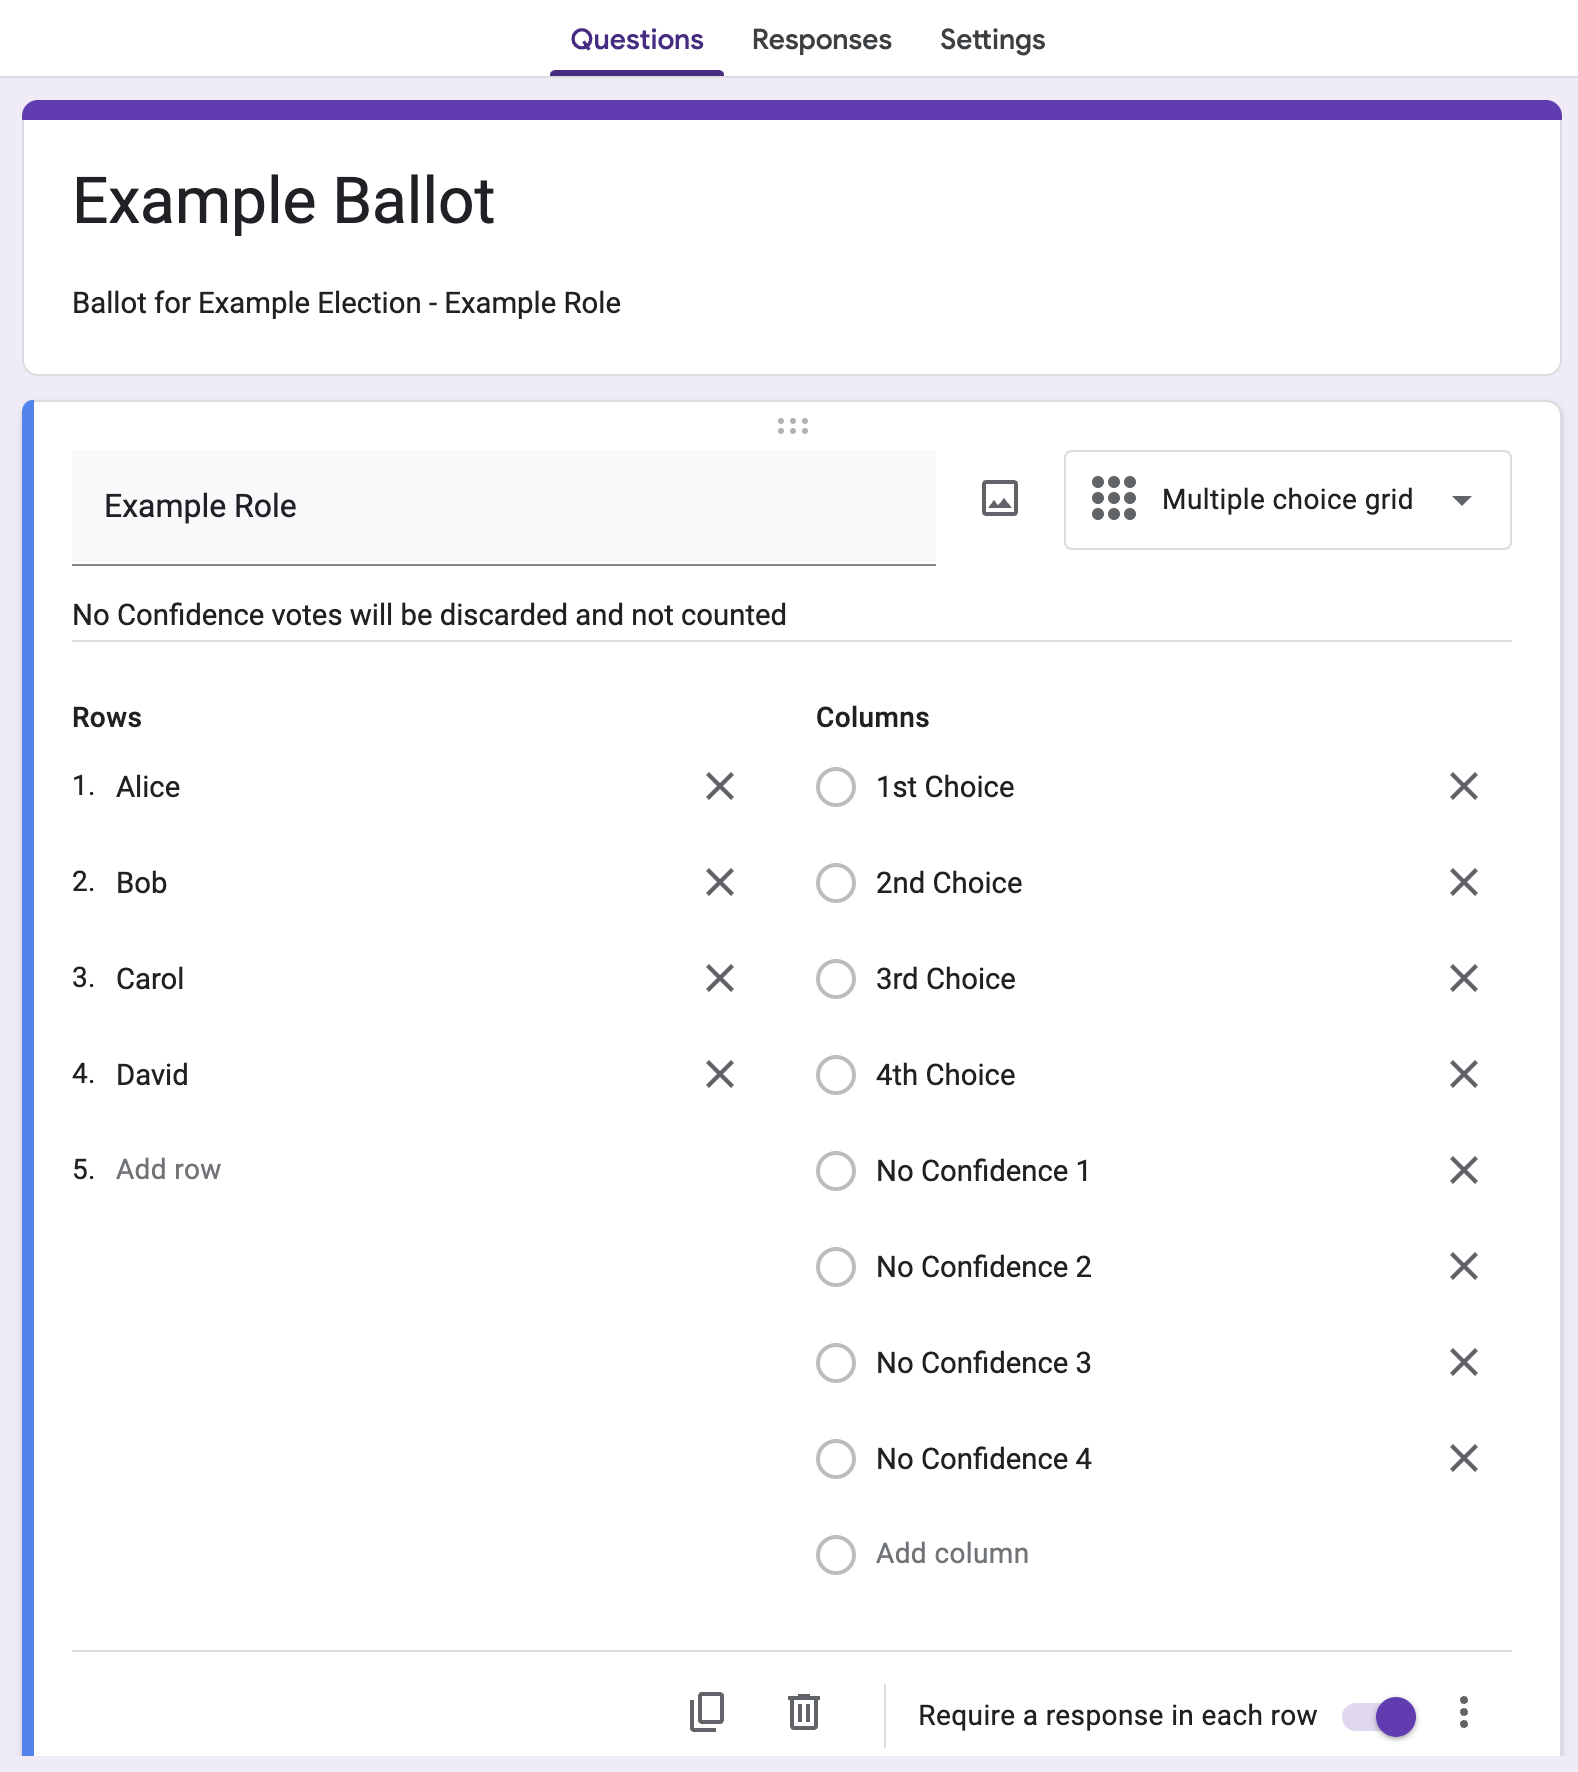 Questions Responses Settings
Example Ballot
Ballot for Example Election - Example Role
Example Role
Multiple choice grid
No Confidence votes will be discarded and not counted
Rows
1. Alice
2. Bob
3. Carol
4. David
5. Add row
Columns
1st Choice
2nd Choice
3rd Choice
4th Choice
No Confidence 1
No Confidence 2
No Confidence 3
No Confidence 4
Add column
Require a response in each row